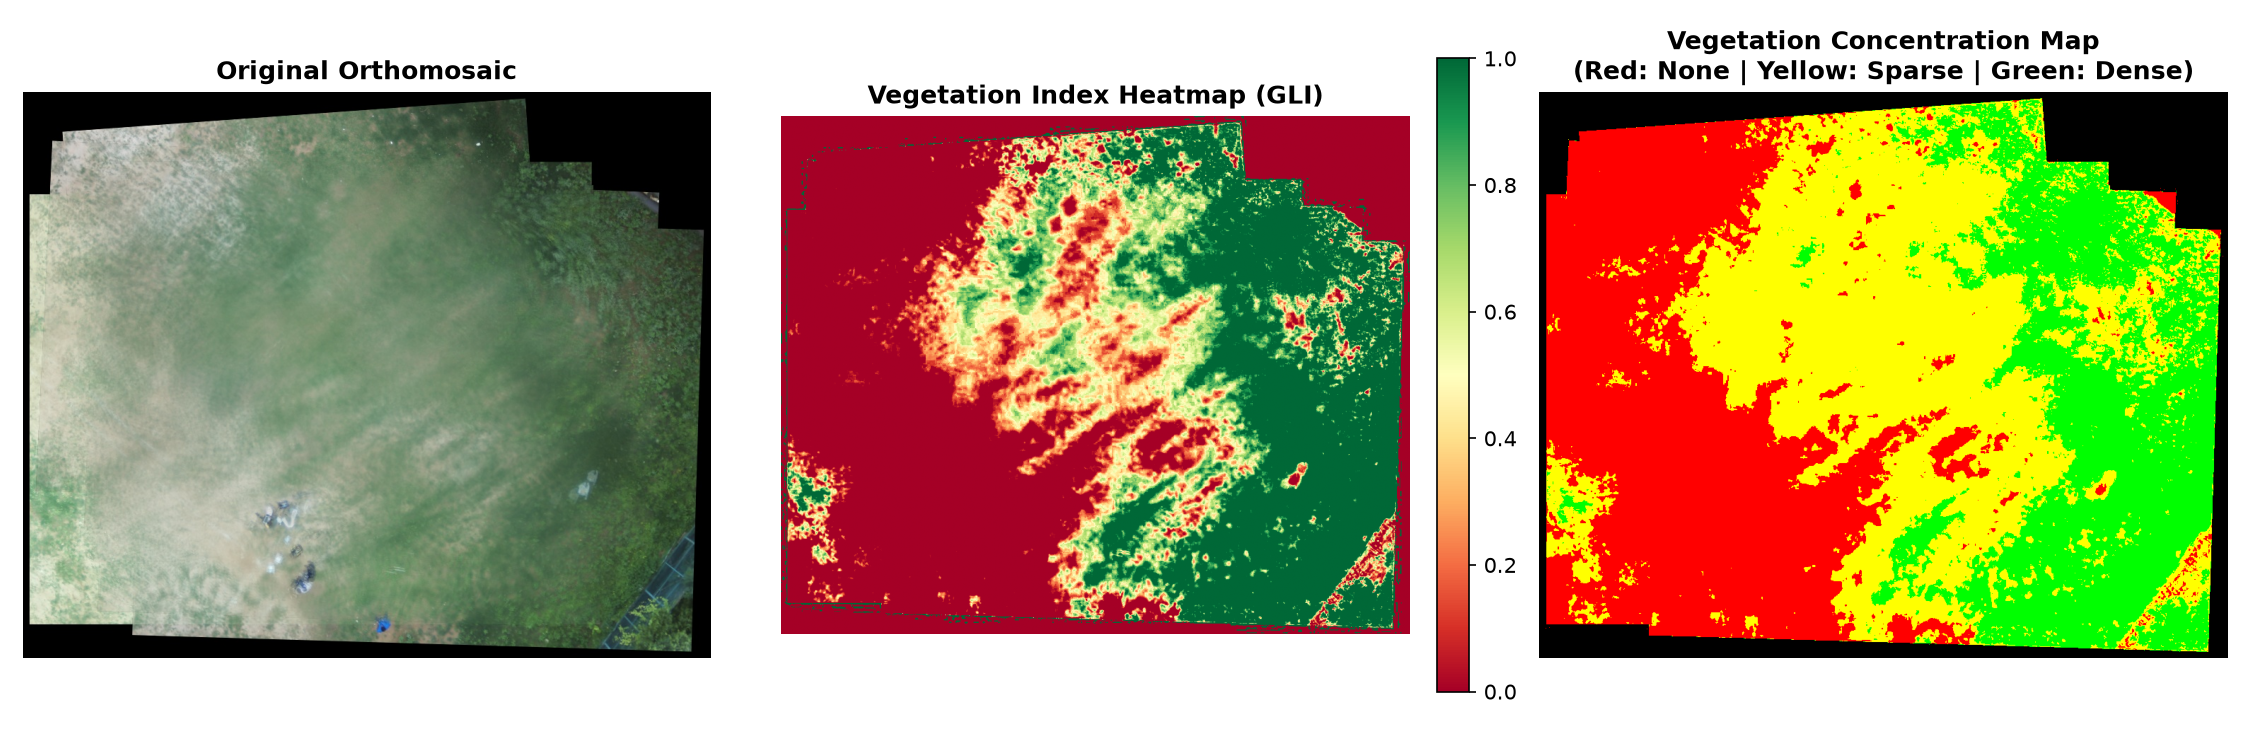 Original Orthomosaic
Vegetation Index Heatmap (GLI)
1.0
0.8
0.6
0.4
0.2
0.0
Vegetation Concentration Map
(Red: None | Yellow: Sparse | Green: Dense)